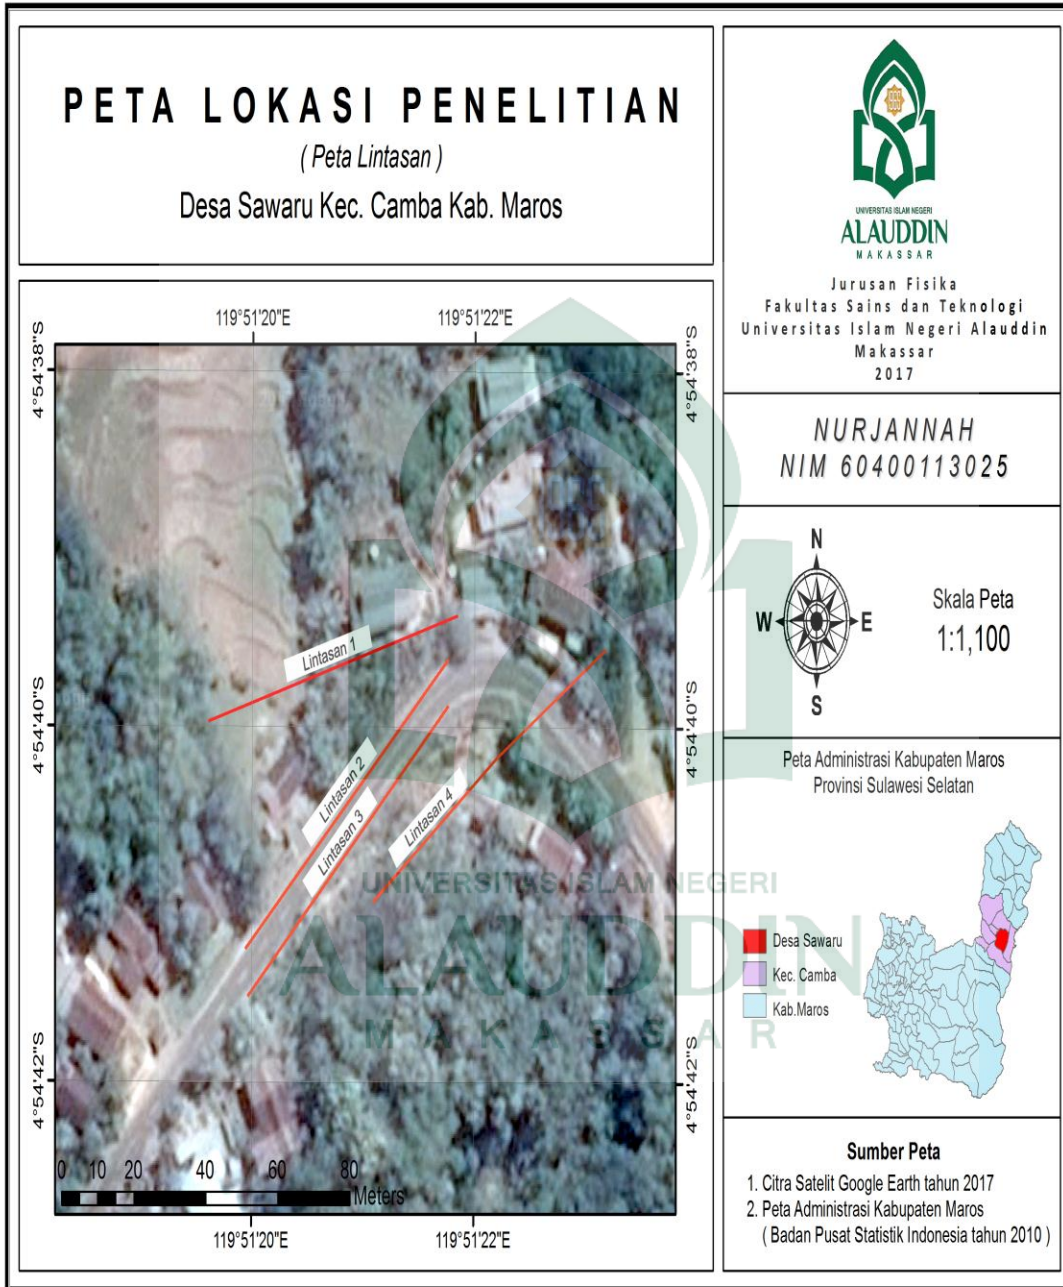 PETA LOKASI PENELITIAN
( Peta Lintasan )
Desa Sawaru Kec. Camba Kab. Maros
UNIVERSITAS ISLAM NEGERI
ALAUDDIN
MAKASSAR
Jurusan Fisika
Fakultas Sains dan Teknologi
Universitas Islam Negeri Alauddin
Makassar
2017
NURJANNAH
NIM 60400113025
N
W
E
S
Skala Peta
1:1,100
Peta Administrasi Kabupaten Maros
Provinsi Sulawesi Selatan
Desa Sawaru
Kec. Camba
Kab.Maros
Sumber Peta
1. Citra Satelit Google Earth tahun 2017
2. Peta Administrasi Kabupaten Maros
( Badan Pusat Statistik Indonesia tahun 2010 )
119°51'20"E
119°51'22"E
4°54'38"S
4°54'38"S
4°54'40"S
4°54'40"S
4°54'42"S
4°54'42"S
Lintasan 1
Lintasan 2
Lintasan 3
Lintasan 4
UNIVERSITAS ISLAM NEGERI
ALAUDDIN
MAKASSAR
0 10 20 40 60 80
Meters
119°51'20"E
119°51'22"E